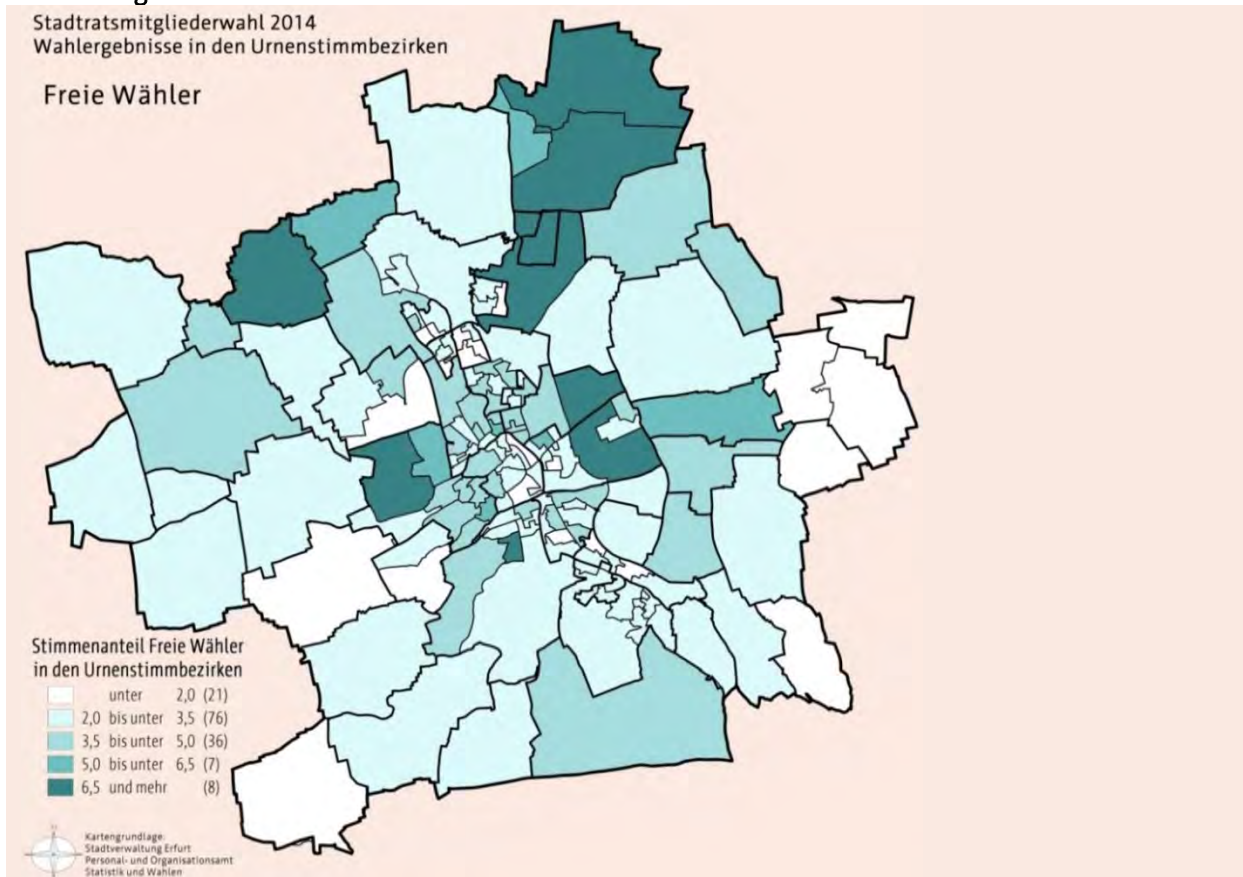 Stadtratsmitgliederwahl 2014
Wahlergebnisse in den Urnenstimmbezirken
Freie Wähler
Stimmenanteil Freie Wähler
in den Urnenstimmbezirken
unter 2,0 (21)
2,0 bis unter 3,5 (76)
3,5 bis unter 5,0 (36)
5,0 bis unter 6,5 (7)
6,5 und mehr (8)
Kartengrundlage:
Stadtverwaltung Erfurt
Personal- und Organisationsamt
Statistik und Wahlen